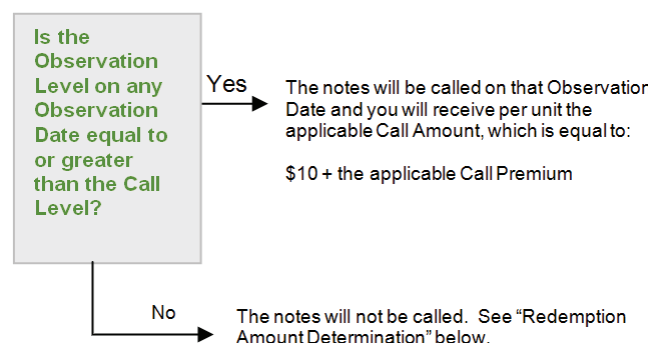 Is the
Observation
Level on any
Observation
Date equal to
or greater
than the Call
Level?
Yes
The notes will be called on that Observation
Date and you will receive per unit the
applicable Call Amount, which is equal to:
$10 + the applicable Call Premium
No
The notes will not be called.  See “Redemption
Amount Determination” below.